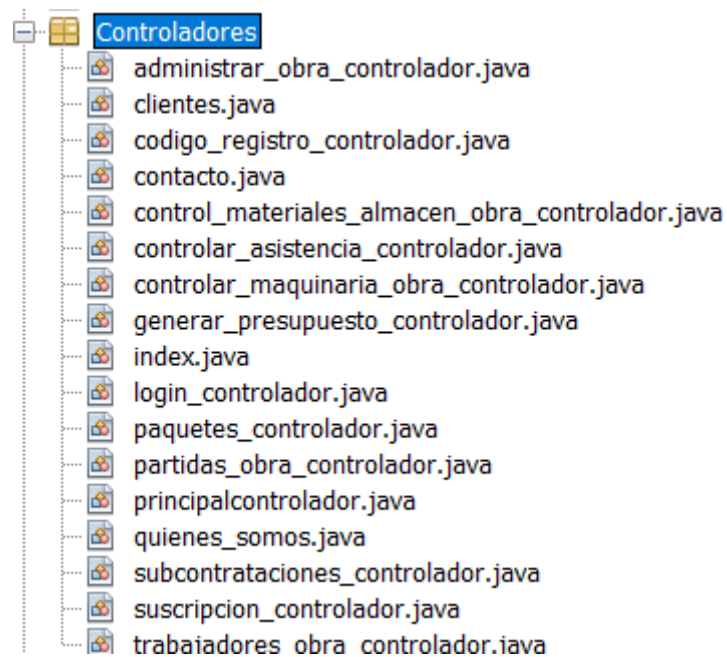 Controladores
administrar_obra_controlador.java
clientes.java
codigo_registro_controlador.java
contacto.java
control_materiales_almacen_obra_controlador.java
controlar_asistencia_controlador.java
controlar_maquinaria_obra_controlador.java
generar_presupuesto_controlador.java
index.java
login_controlador.java
paquetes_controlador.java
partidas_obra_controlador.java
principalcontrolador.java
quienes_somos.java
subcontrataciones_controlador.java
suscripcion_controlador.java
trabajadores_obra_controlador.java